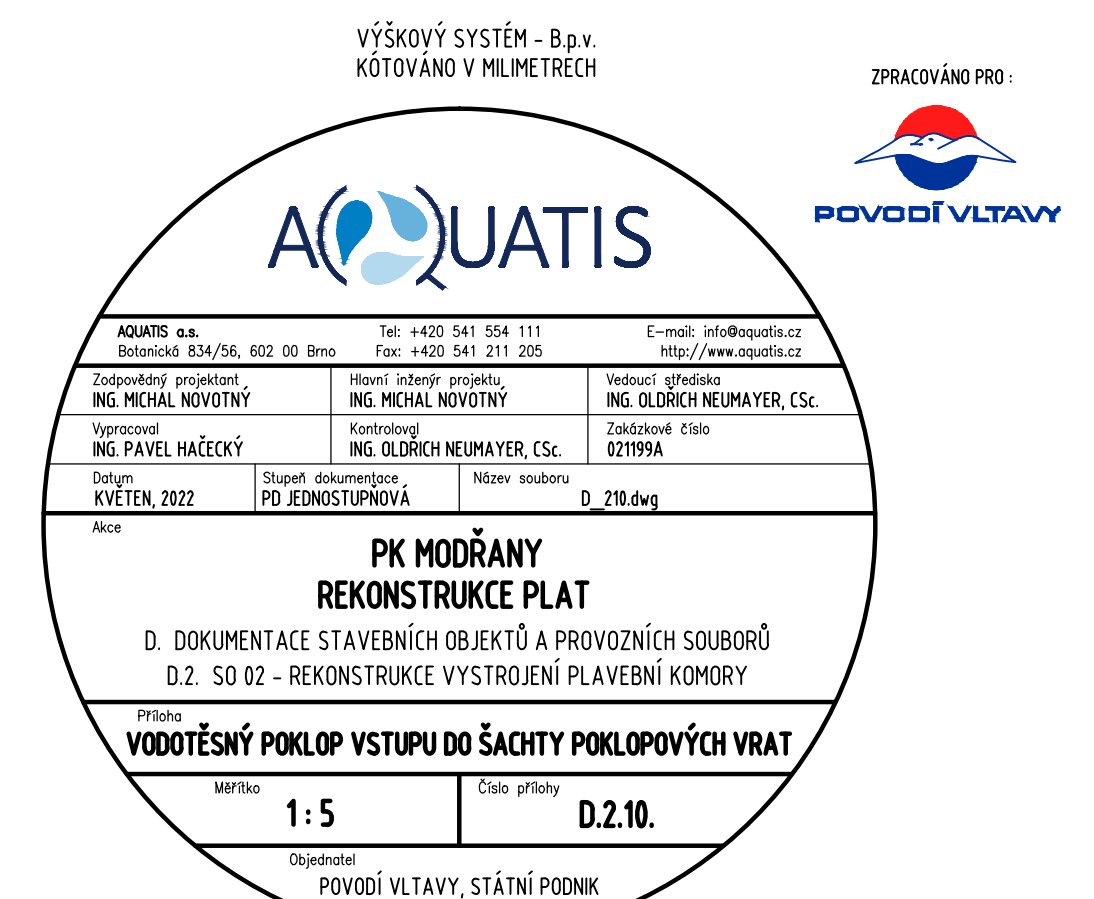 VÝŠKOVÝ SYSTÉM - B.p.v.
KÓTOVÁNO V MILIMETRECH
ZPRACOVÁNO PRO :
POVODÍ VLTAVY
AQUATIS
AQUATIS a.s.
Botanická 834/56, 602 00 Brno
Tel: +420 541 554 111
Fax: +420 541 211 205
E-mail: info@aquatis.cz
http://www.aquatis.cz
Zodpovědný projektant
ING. MICHAL NOVOTNÝ
Hlavní inženýr projektu
ING. MICHAL NOVOTNÝ
Vedoucí střediska
ING. OLDŘICH NEUMAYER, CSc.
Vypracoval
ING. PAVEL HAČECKÝ
Kontroloval
ING. OLDŘICH NEUMAYER, CSc.
Zakázkové číslo
021199A
Datum
KVĚTEN, 2022
Stupeň dokumentace
PD JEDNOSTUPŇOVÁ
Název souboru
D_210.dwg
Akce
PK MODŘANY
REKONSTRUKCE PLAT
D. DOKUMENTACE STAVEBNÍCH OBJEKTŮ A PROVOZNÍCH SOUBORŮ
D.2. SO 02 - REKONSTRUKCE VYSTROJENÍ PLAVEBNÍ KOMORY
Příloha
VODOTĚSNÝ POKLOP VSTUPU DO ŠACHTY POKLOPOVÝCH VRAT
Měřítko
1 : 5
Číslo přílohy
D.2.10.
Objednatel
POVODÍ VLTAVY, STÁTNÍ PODNIK